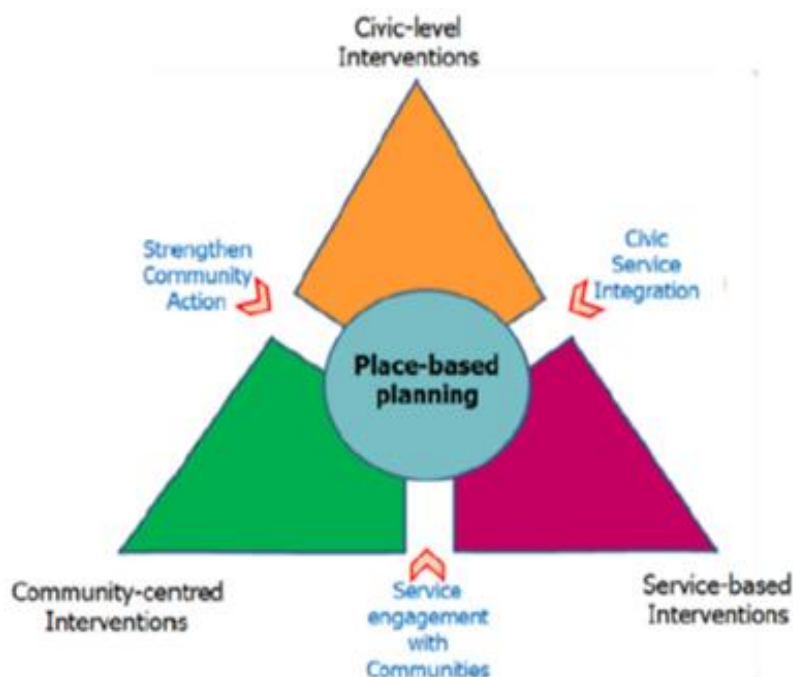 Civic-level
Interventions
Strengthen
Community
Action
Civic
Service
Integration
Place-based
planning
Community-centred
Interventions
Service
engagement
with
Communities
Service-based
Interventions